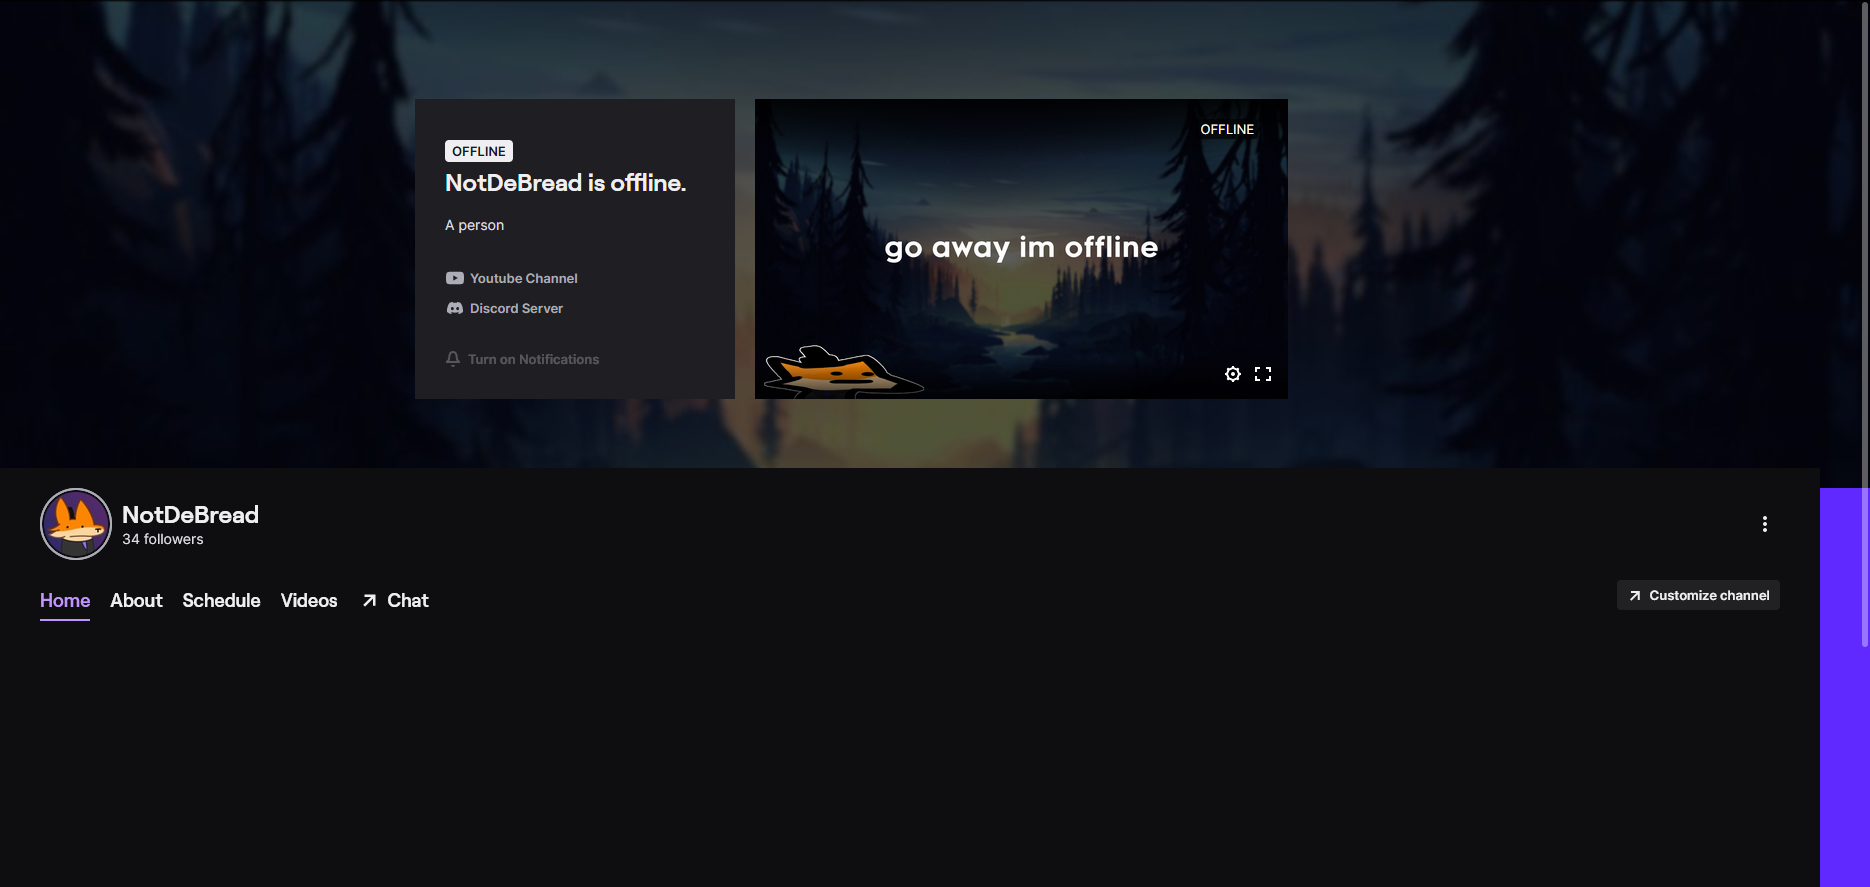 OFFLINE
NotDeBread is offline.
A person
Youtube Channel
Discord Server
Turn on Notifications
OFFLINE
go away im offline
NotDeBread
34 followers
Home About Schedule Videos Chat
Customize channel